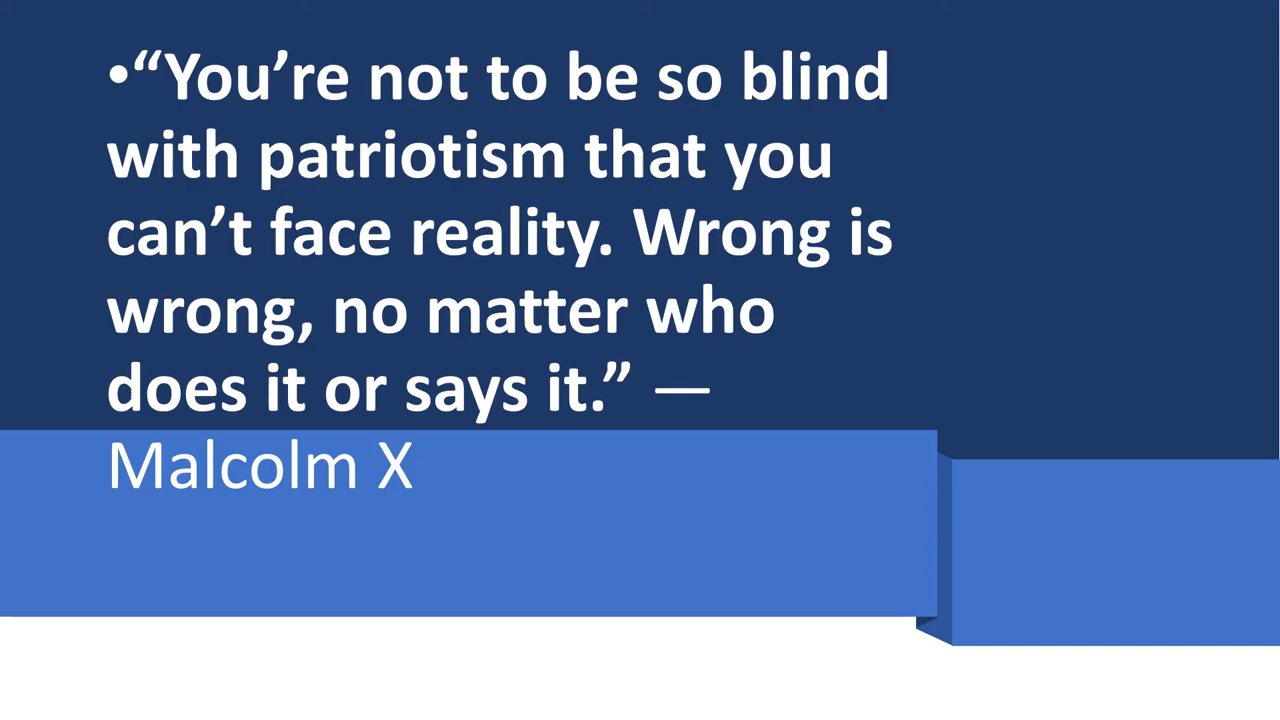 •“You’re not to be so blind
with patriotism that you
can’t face reality. Wrong is
wrong, no matter who
does it or says it.” —
Malcolm X